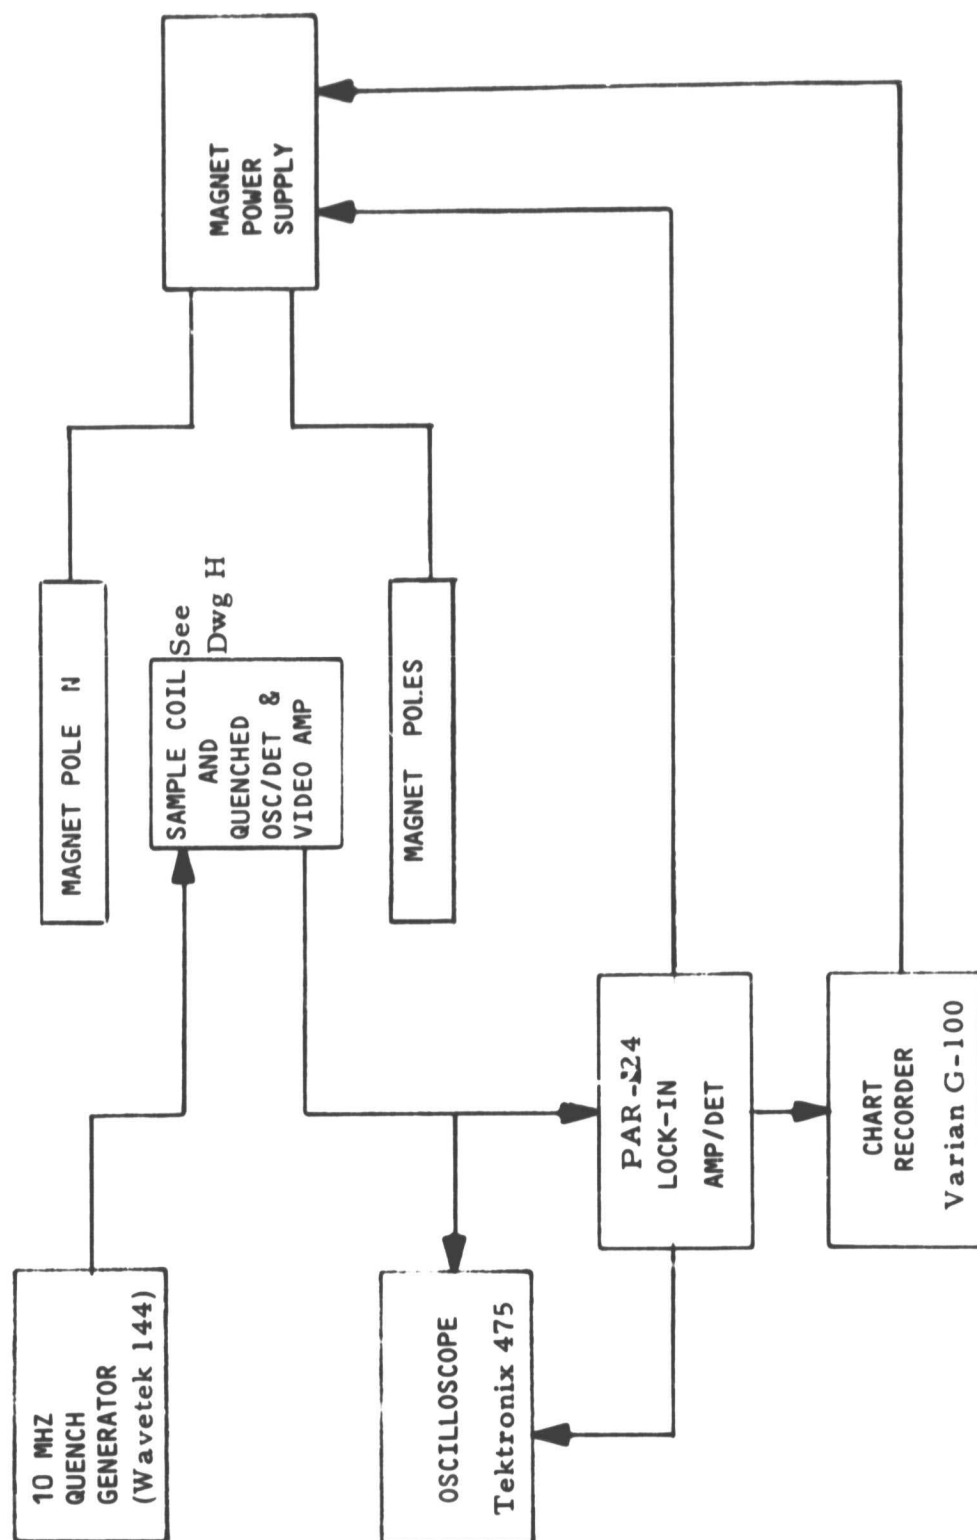 10 MHZ
QUENCH
GENERATOR
(Wavetek 144)
MAGNET POLE N
SAMPLE COIL See
AND Dwg H
QUENCHED
OSC/DET &
VIDEO AMP
MAGNET POLES
MAGNET
POWER
SUPPLY
OSCILLOSCOPE
Tektronix 475
LOCK-IN
AMP/DET
CHART
RECORDER
Varian G-100